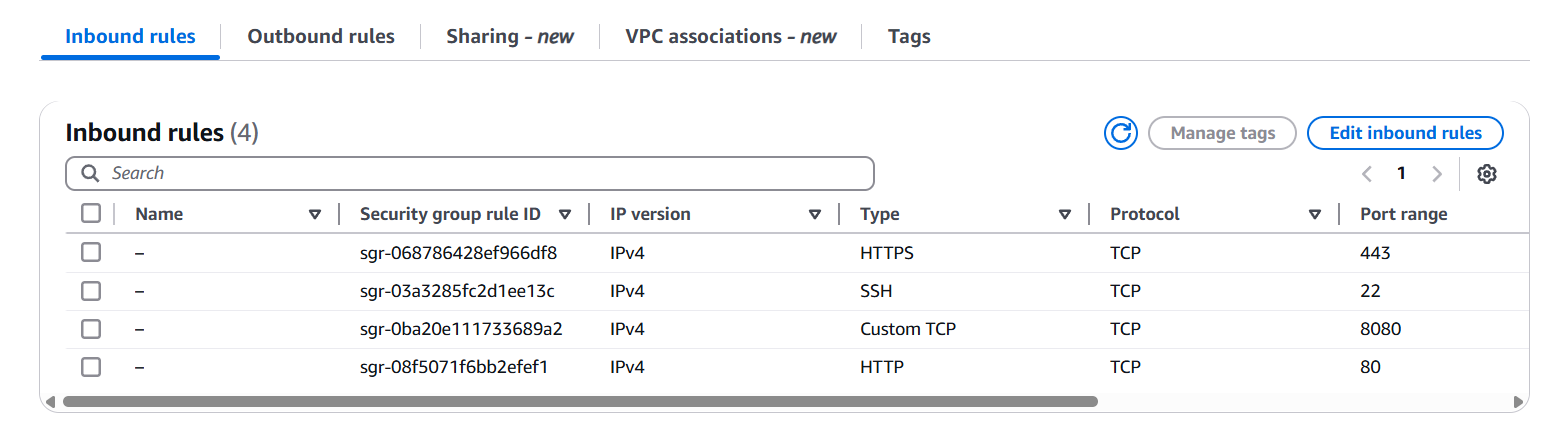 Inbound rules Outbound rules Sharing - new VPC associations - new Tags
Inbound rules (4) Manage tags Edit inbound rules
Search 1
Name Security group rule ID IP version Type Protocol Port range
– sgr-068786428ef966df8 IPv4 HTTPS TCP 443
– sgr-03a3285fc2d1ee13c IPv4 SSH TCP 22
– sgr-0ba20e111733689a2 IPv4 Custom TCP TCP 8080
– sgr-08f5071f6bb2efef1 IPv4 HTTP TCP 80